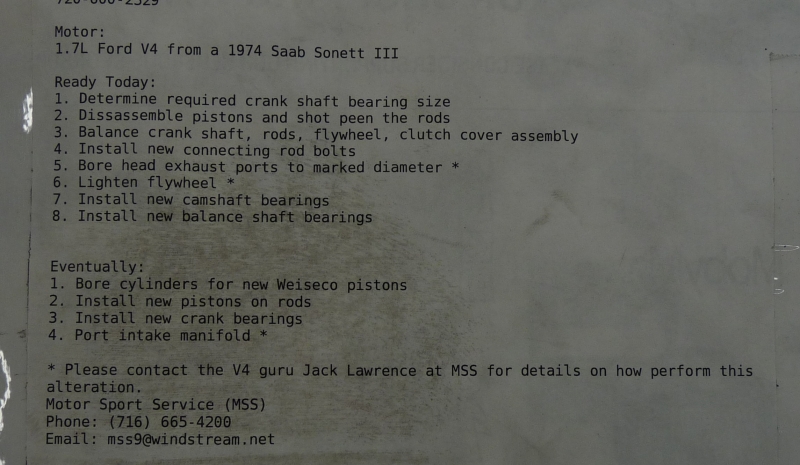 720-660-2329
Motor:
1.7L Ford V4 from a 1974 Saab Sonett III
Ready Today:
1. Determine required crank shaft bearing size
2. Dissassemble pistons and shot peen the rods
3. Balance crank shaft, rods, flywheel, clutch cover assembly
4. Install new connecting rod bolts
5. Bore head exhaust ports to marked diameter *
6. Lighten flywheel *
7. Install new camshaft bearings
8. Install new balance shaft bearings
Eventually:
1. Bore cylinders for new Weiseco pistons
2. Install new pistons on rods
3. Install new crank bearings
4. Port intake manifold *
* Please contact the V4 guru Jack Lawrence at MSS for details on how perform this
alteration.
Motor Sport Service (MSS)
Phone: (716) 665-4200
Email: mss9@windstream.net